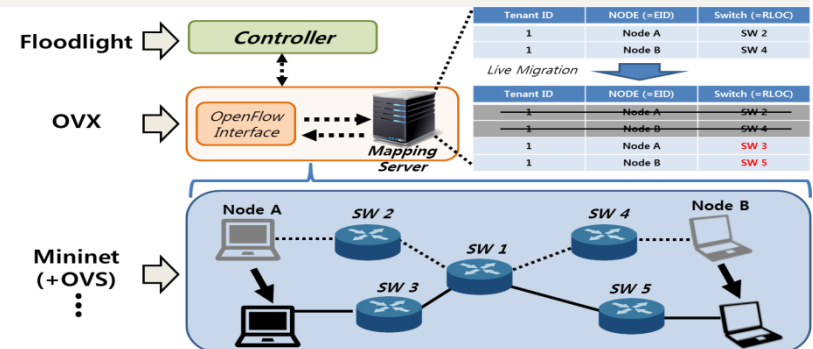 Floodlight
Controller
OVX
OpenFlow
Interface
Mapping
Server
Tenant ID NODE (=EID) Switch (=RLOC)
1 Node A SW 2
1 Node B SW 4
Live Migration
Tenant ID NODE (=EID) Switch (=RLOC)
1 Node A SW 2
1 Node B SW 4
1 Node A SW 3
1 Node B SW 5
Mininet
(+OVS)
Node A
SW 2
SW 4
Node B
SW 1
SW 3
SW 5